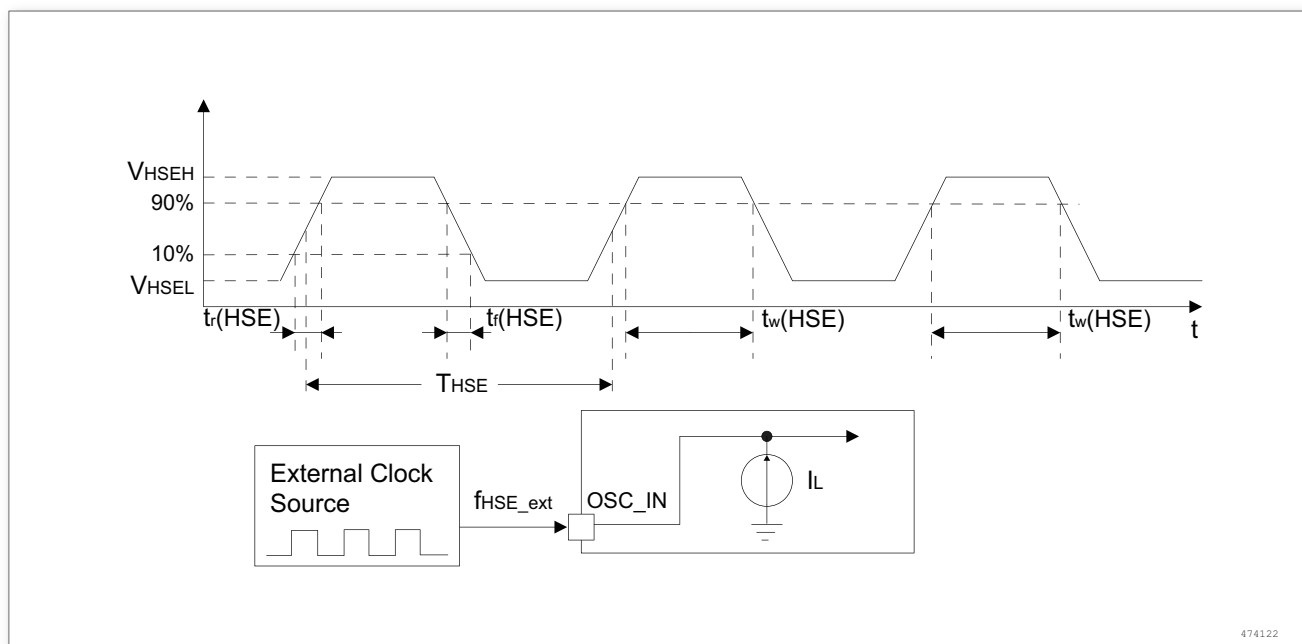 VHSEH
90%
10%
VHSEL
tr(HSE)
tf(HSE)
tw(HSE)
tw(HSE)
t
THSE
External Clock
Source
fHSE_ext
OSC_IN
IL
474122